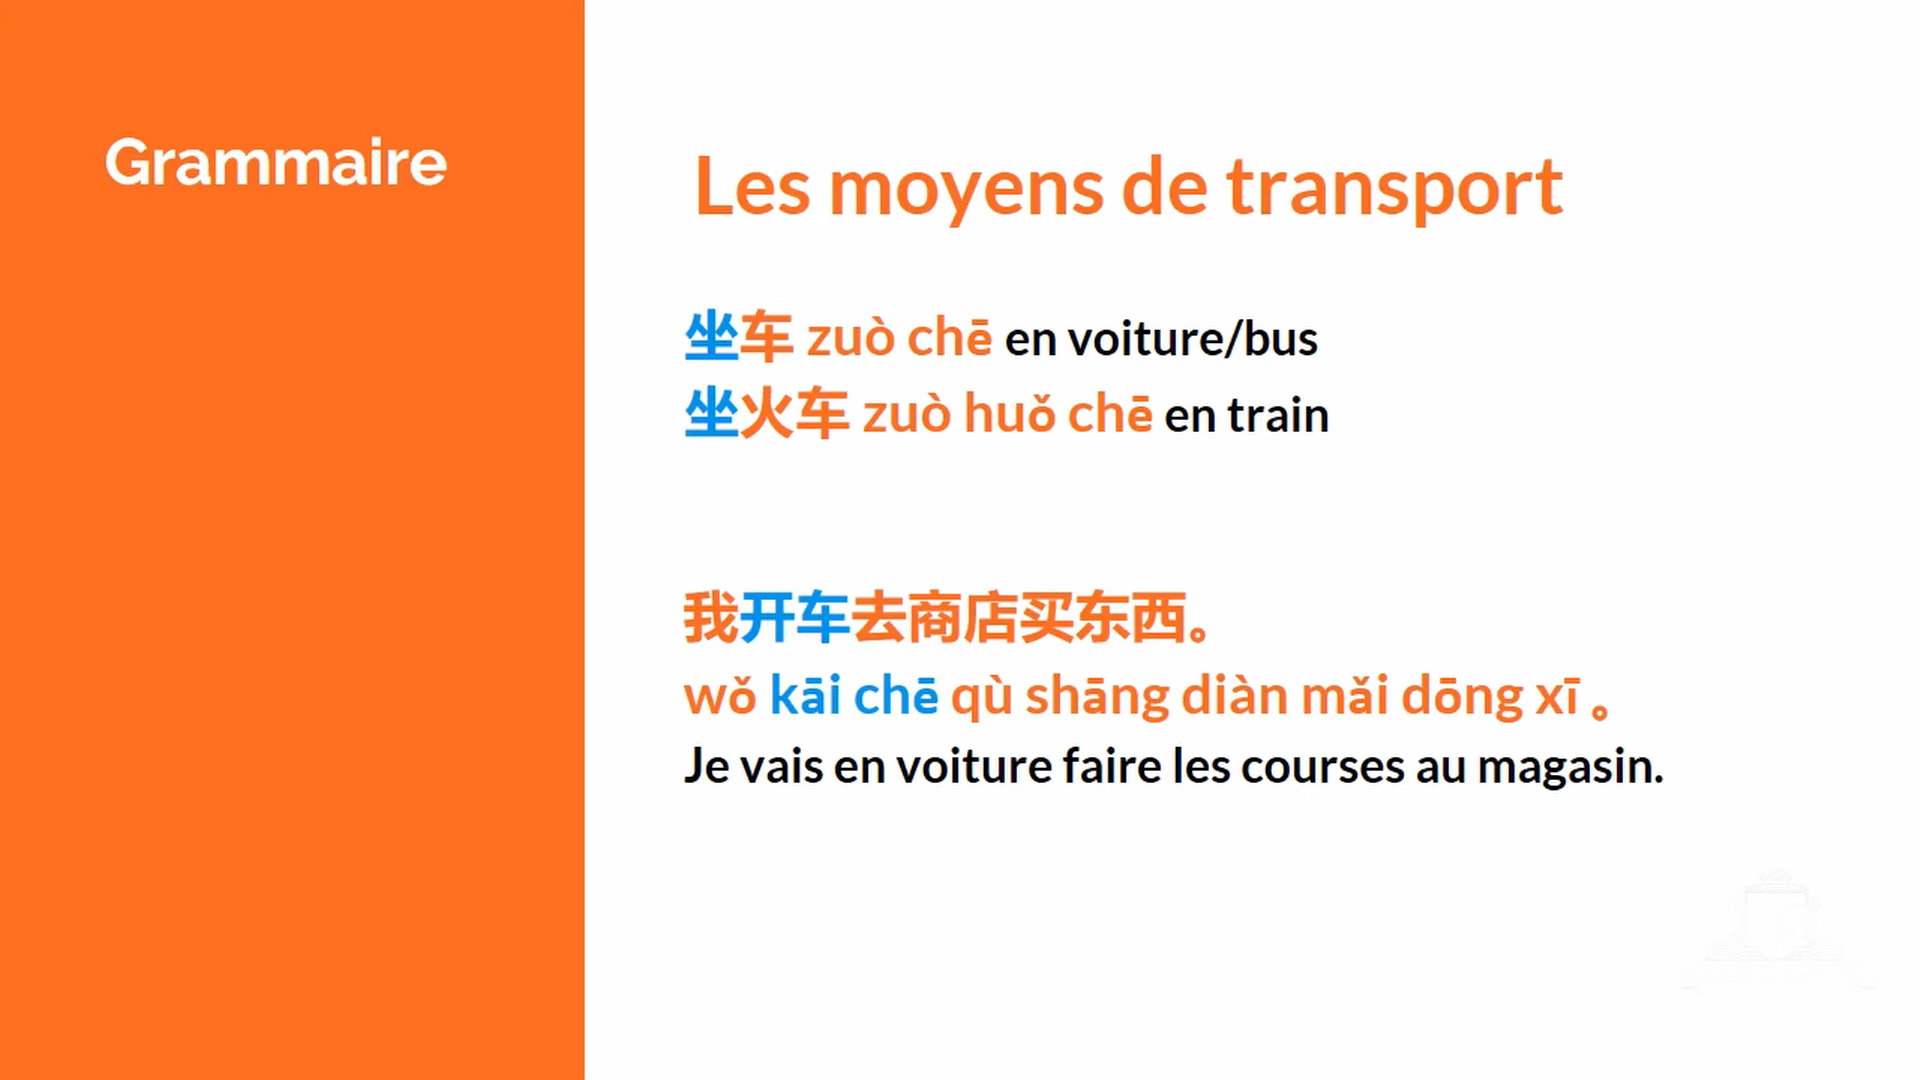 Grammaire
Les moyens de transport
坐车 zuò chē en voiture/bus
坐火车 zuò huǒ chē en train
我开车去商店买东西。
wǒ kāi chē qù shāng diàn mǎi dōng xī 。
Je vais en voiture faire les courses au magasin.